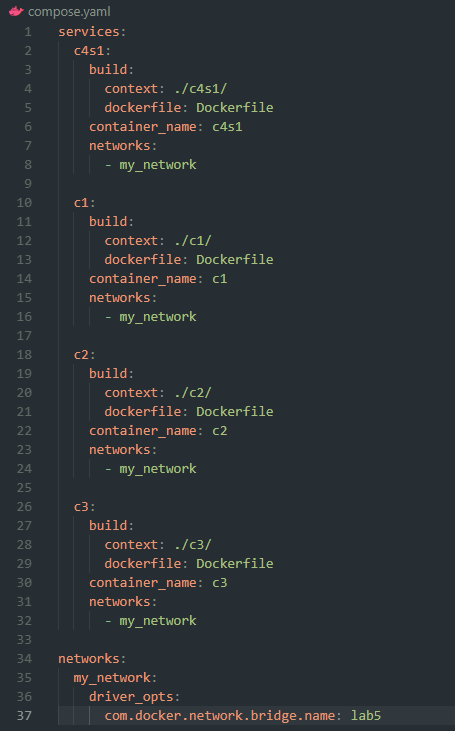 compose.yaml
1 services:
2   c4s1:
3     build:
4       context: ./c4s1/
5       dockerfile: Dockerfile
6     container_name: c4s1
7     networks:
8       - my_network
9
10   c1:
11     build:
12       context: ./c1/
13       dockerfile: Dockerfile
14     container_name: c1
15     networks:
16       - my_network
17
18   c2:
19     build:
20       context: ./c2/
21       dockerfile: Dockerfile
22     container_name: c2
23     networks:
24       - my_network
25
26   c3:
27     build:
28       context: ./c3/
29       dockerfile: Dockerfile
30     container_name: c3
31     networks:
32       - my_network
33
34 networks:
35   my_network:
36     driver_opts:
37       com.docker.network.bridge.name: lab5